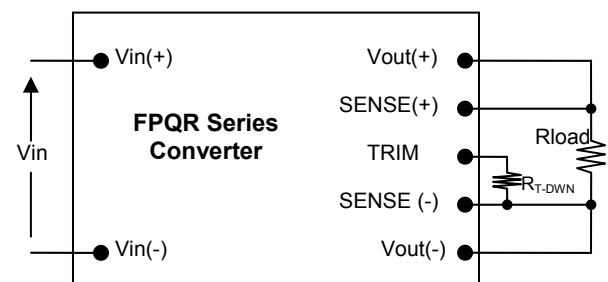 Vin(+)
Vout(+)
SENSE(+)
FPQR Series
Converter
Vin
TRIM
Rload
RT-DWN
SENSE (-)
Vin(-)
Vout(-)